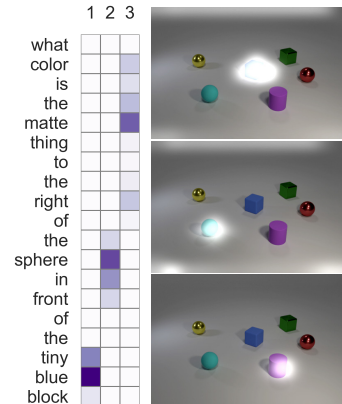 1 2 3
what
color
is
the
matte
thing
to
the
right
of
the
sphere
in
front
of
the
tiny
blue
block